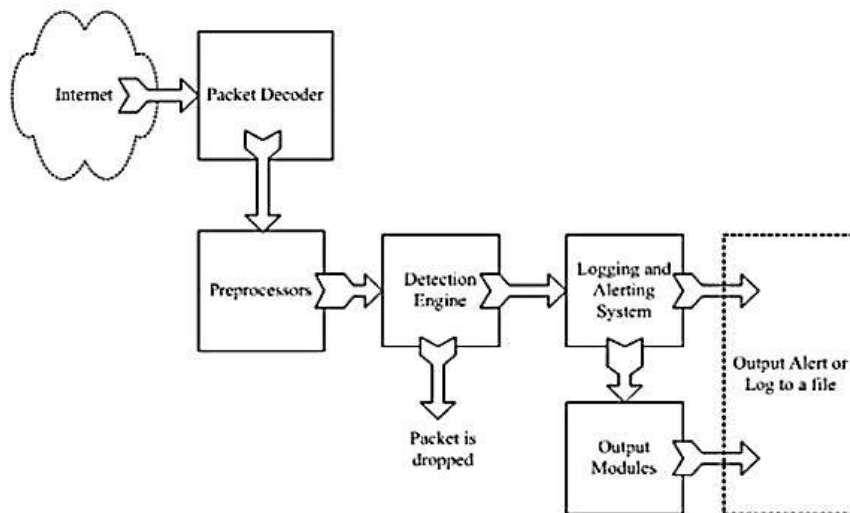 Internet
Packet Decoder
Preprocessors
Detection
Engine
Logging and
Alerting
System
Packet is
dropped
Output
Modules
Output Alert or
Log to a file